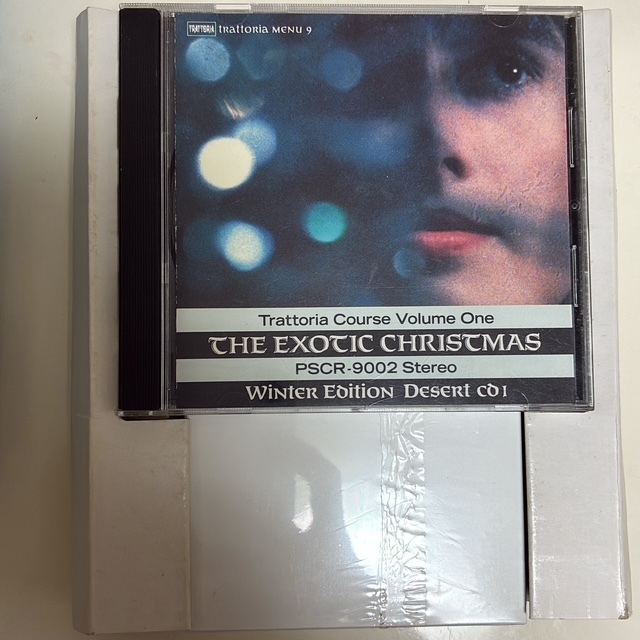 TRATTORIA trattoria MENU 9
Trattoria Course Volume One
THE EXOTIC CHRISTMAS
PSCR-9002 Stereo
Winter Edition Desert CD1